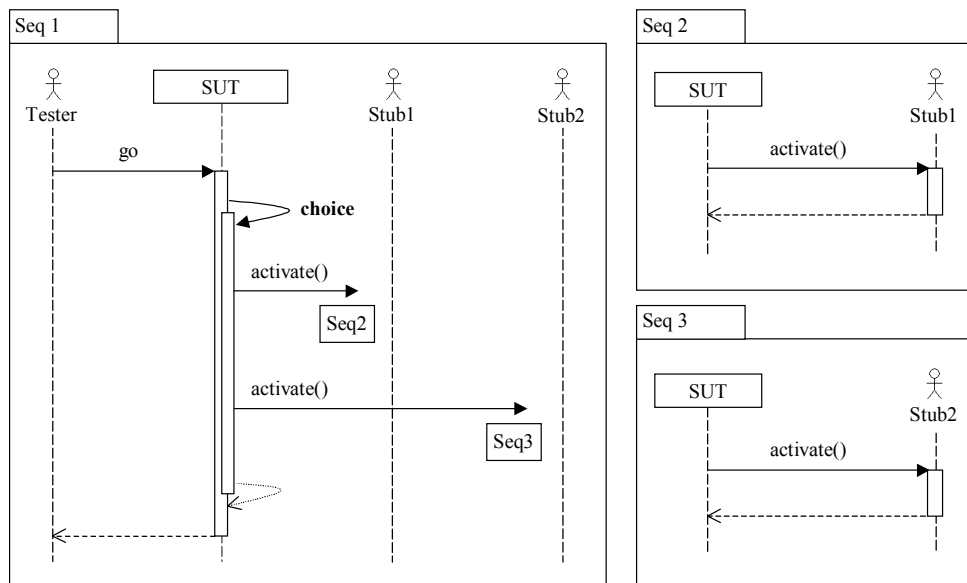 Seq 1
Tester
SUT
Stub1
Stub2
go
choice
activate()
Seq2
activate()
Seq3
Seq 2
SUT
Stub1
activate()
Seq 3
SUT
Stub2
activate()